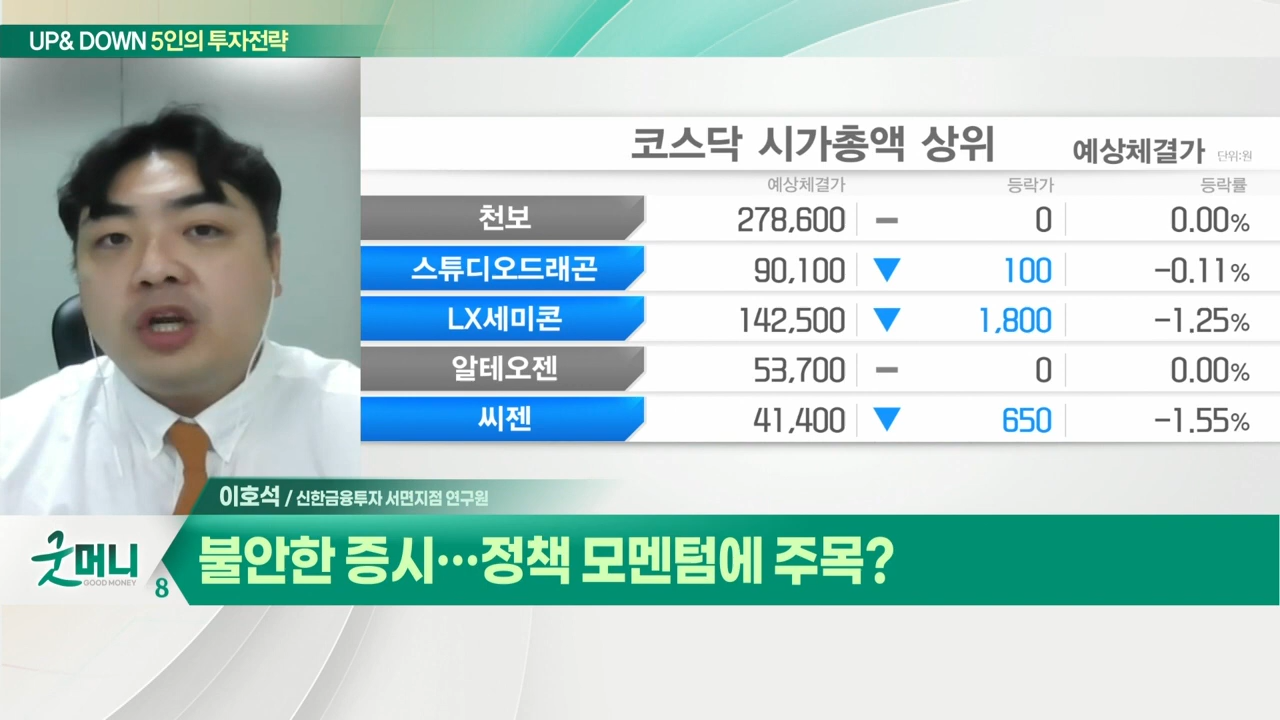 UP& DOWN 5인의 투자전략
코스닥 시가총액 상위 예상체결가 단위:원
예상체결가 등락가 등락률
천보 278,600 0 0.00%
스튜디오드래곤 90,100 ▼ 100 -0.11%
LX세미콘 142,500 ▼ 1,800 -1.25%
알테오젠 53,700 0 0.00%
씨젠 41,400 ▼ 650 -1.55%
이호석 / 신한금융투자 서면지점 연구원
굿머니
GOOD MONEY
8
불안한 증시…정책 모멘텀에 주목?